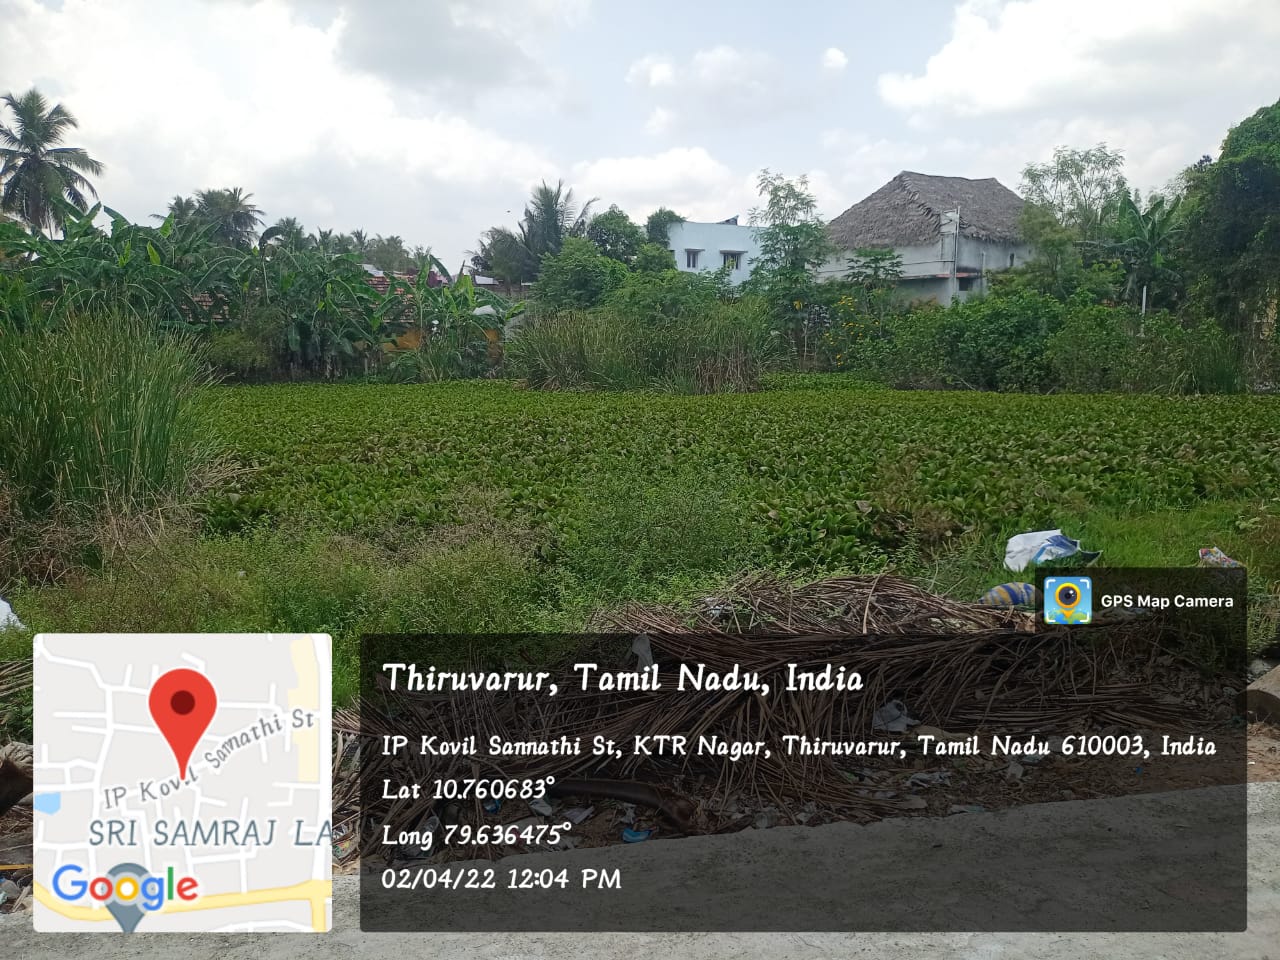 GPS Map Camera
Thiruvarur, Tamil Nadu, India
IP Kovil Sannathi St, KTR Nagar, Thiruvarur, Tamil Nadu 610003, India
Lat 10.760683°
Long 79.636475°
02/04/22 12:04 PM
IP Kovil Sannathi St
SRI SAMRAJ LA
Google